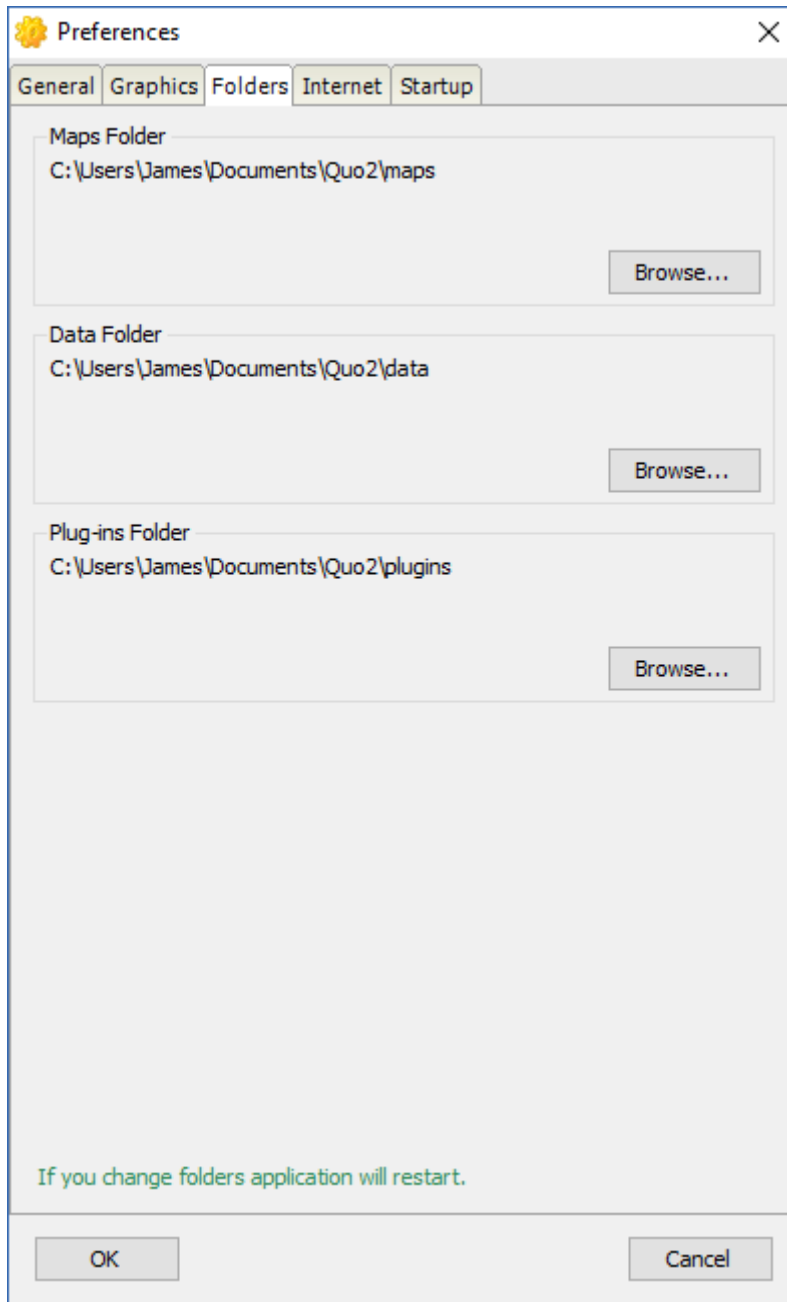 Preferences
General Graphics Folders Internet Startup
Maps Folder
C:\Users\James\Documents\Quo2\maps
Browse...
Data Folder
C:\Users\James\Documents\Quo2\data
Browse...
Plug-ins Folder
C:\Users\James\Documents\Quo2\plugins
Browse...
If you change folders application will restart.
OK Cancel